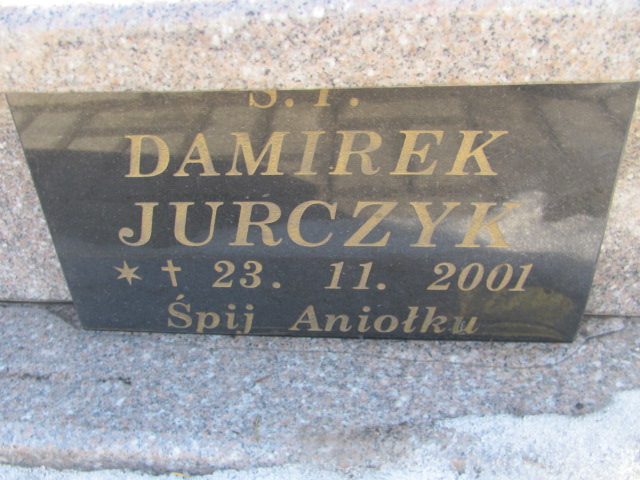 Ś.P.
DAMIREK
JURCZYK
✶ † 23. 11. 2001
Śpij Aniołku